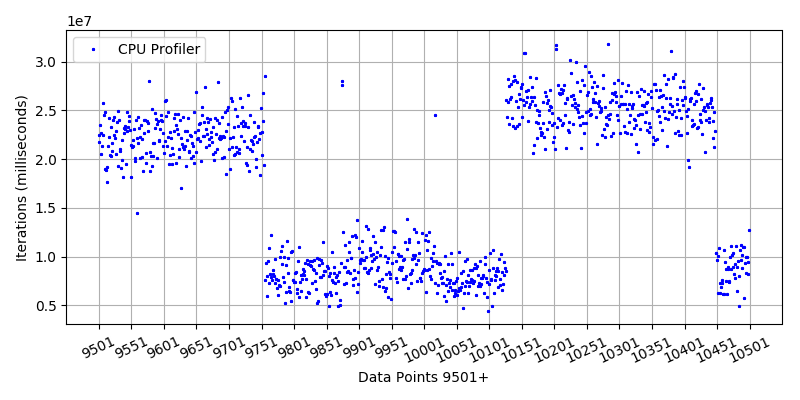 1e7
CPU Profiler
3.0
2.5
2.0
1.5
1.0
0.5
Iterations (milliseconds)
9501 9551 9601 9651 9701 9751 9801 9851 9901 9951 10001 10051 10101 10151 10201 10251 10301 10351 10401 10451 10501
Data Points 9501+